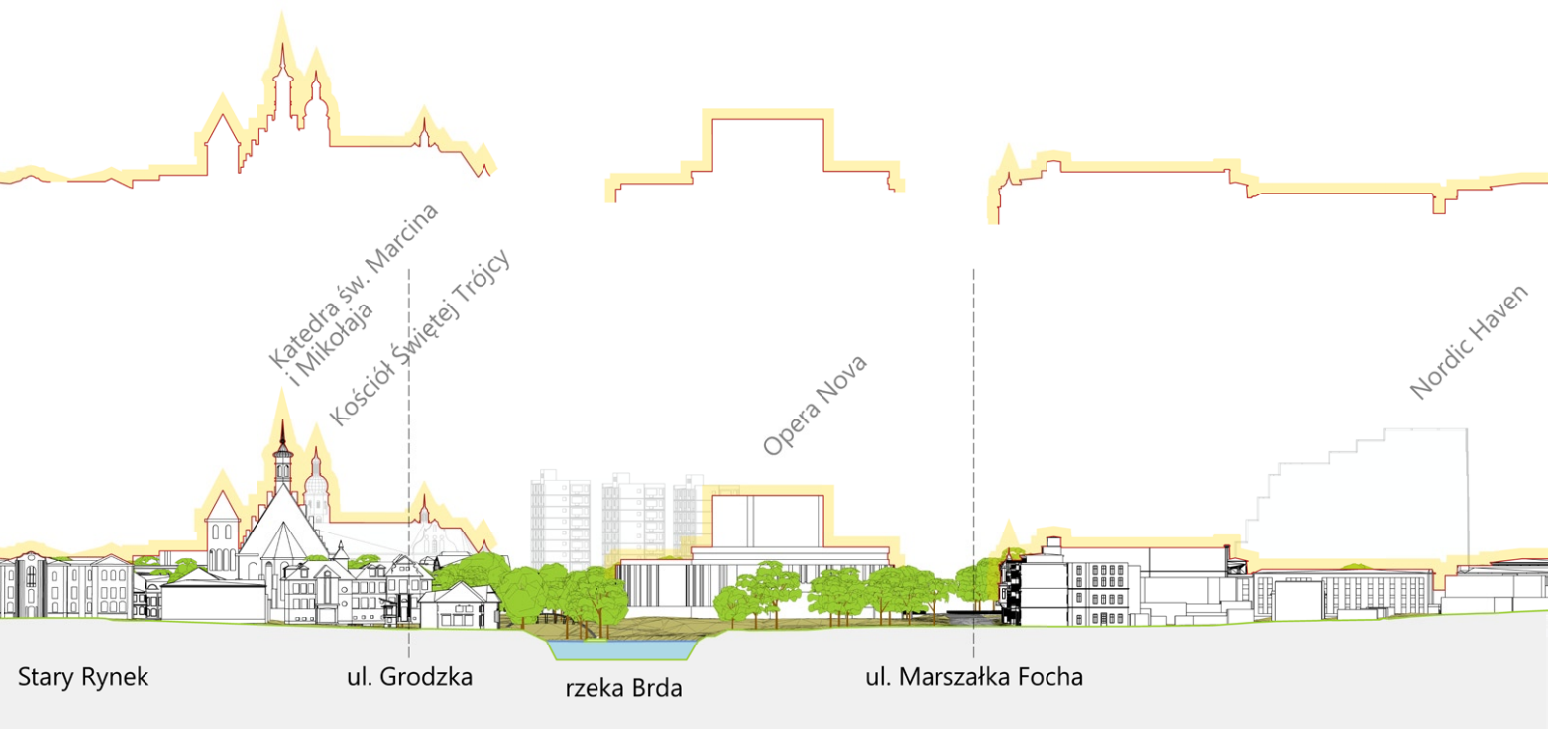 Katedra św. Marcina
i Mikołaja
Kościół Świętej Trójcy
Opera Nova
Nordic Haven
Stary Rynek
ul. Grodzka
rzeka Brda
ul. Marszałka Focha